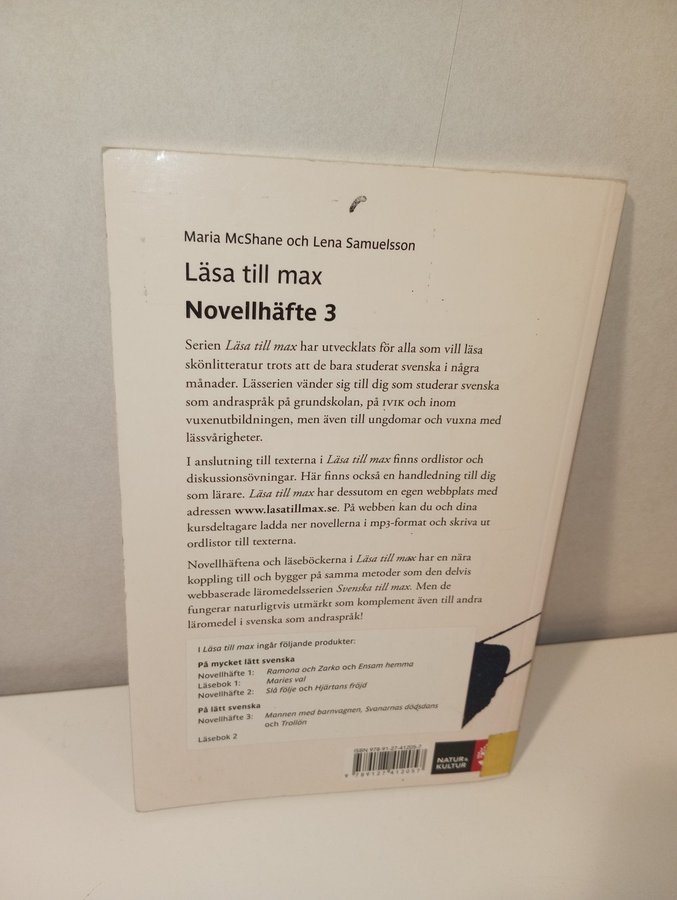 Maria McShane och Lena Samuelsson
Läsa till max
Novellhäfte 3
Serien Läsa till max har utvecklats för alla som vill läsa
skönlitteratur trots att de bara studerat svenska i några
månader. Lässerien vänder sig till dig som studerar svenska
som andraspråk på grundskolan, på IVIK och inom
vuxenutbildningen, men även till ungdomar och vuxna med
lässvårigheter.
I anslutning till texterna i Läsa till max finns ordlistor och
diskussionsövningar. Här finns också en handledning till dig
som lärare. Läsa till max har dessutom en egen webbplats med
adressen www.lasatillmax.se. På webben kan du och dina
kursdeltagare ladda ner novellerna i mp3-format och skriva ut
ordlistor till texterna.
Novellhäftena och läseböckerna i Läsa till max har en nära
koppling till och bygger på samma metoder som den delvis
webbaserade läromedelsserien Svenska till max. Men de
fungerar naturligtvis utmärkt som komplement även till andra
läromedel i svenska som andraspråk!
I Läsa till max ingår följande produkter:
På mycket lätt svenska
Novellhäfte 1: Ramona och Zarko och Ensam hemma
Läsebok 1: Maries val
Novellhäfte 2: Slå följe och Hjärtans fröjd
På lätt svenska
Novellhäfte 3: Mannen med barnvagnen, Svanarnas dödsdans
och Trollön
Läsebok 2
ISBN 978-91-27-41205-7
9 789127 412057
NATUR &
KULTUR